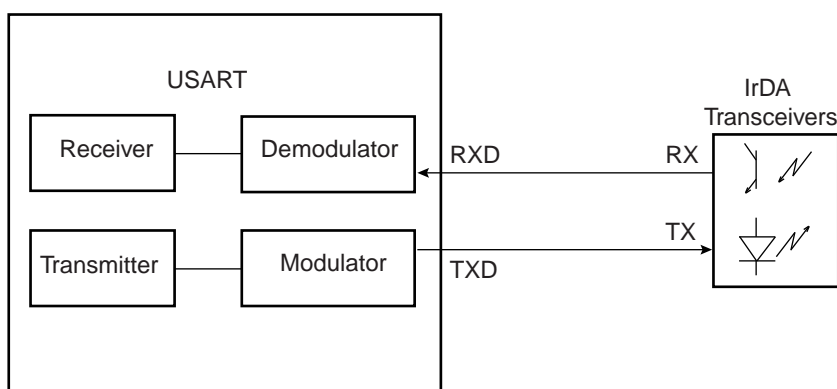 USART
IrDA
Transceivers
Receiver
Demodulator
RXD
RX
Transmitter
Modulator
TXD
TX